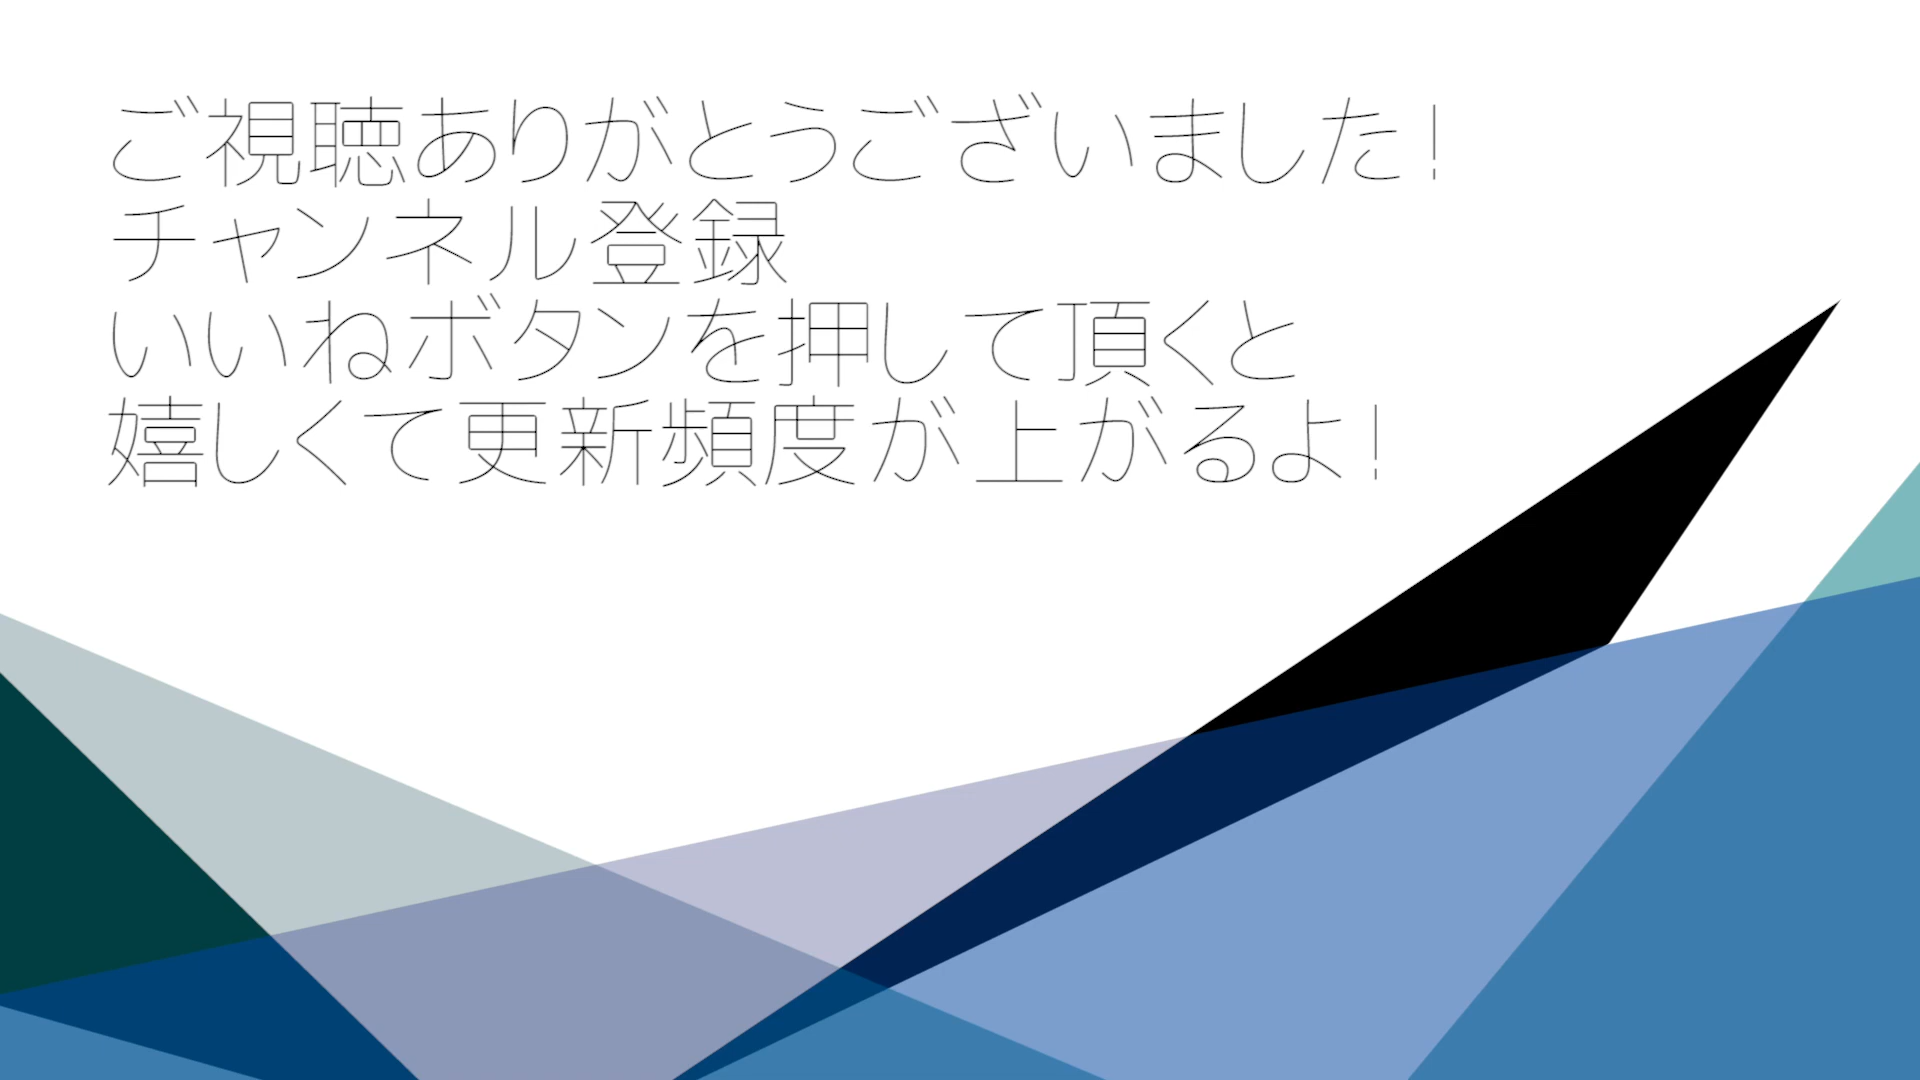 ご視聴ありがとうございました!
チャンネル登録
いいねボタンを押して頂くと
嬉しくて更新頻度が上がるよ!